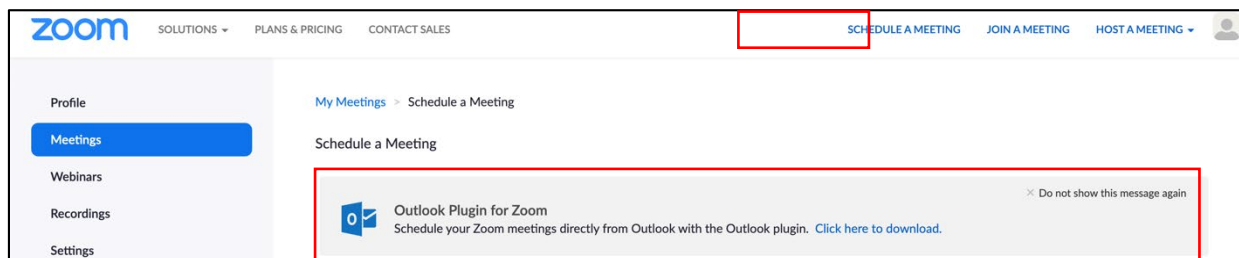 zoom SOLUTIONS PLANS & PRICING CONTACT SALES SCHEDULE A MEETING JOIN A MEETING HOST A MEETING
Profile
Meetings
Webinars
Recordings
Settings
My Meetings > Schedule a Meeting
Schedule a Meeting
× Do not show this message again
Outlook Plugin for Zoom
Schedule your Zoom meetings directly from Outlook with the Outlook plugin. Click here to download.